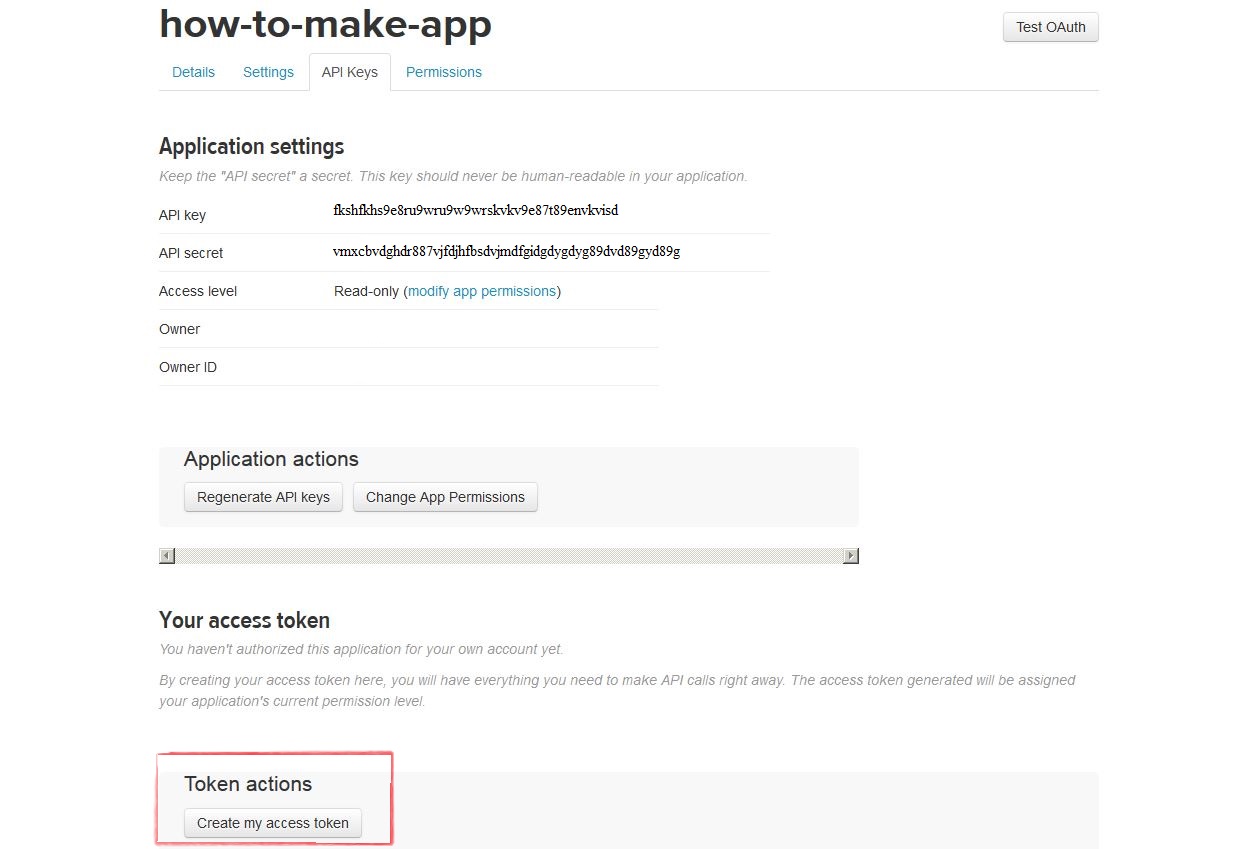 how-to-make-app
Test OAuth
Details Settings API Keys Permissions
Application settings
Keep the "API secret" a secret. This key should never be human-readable in your application.
API key fkshfkhs9e8ru9wru9w9wrskvkv9e87t89envkvisd
API secret vmxcbvdghdr887vjfdjhfbsdvjmdfgidgdygdyg89dvd89gyd89g
Access level Read-only (modify app permissions)
Owner
Owner ID
Application actions
Regenerate API keys Change App Permissions
Your access token
You haven't authorized this application for your own account yet.
By creating your access token here, you will have everything you need to make API calls right away. The access token generated will be assigned
your application's current permission level.
Token actions
Create my access token